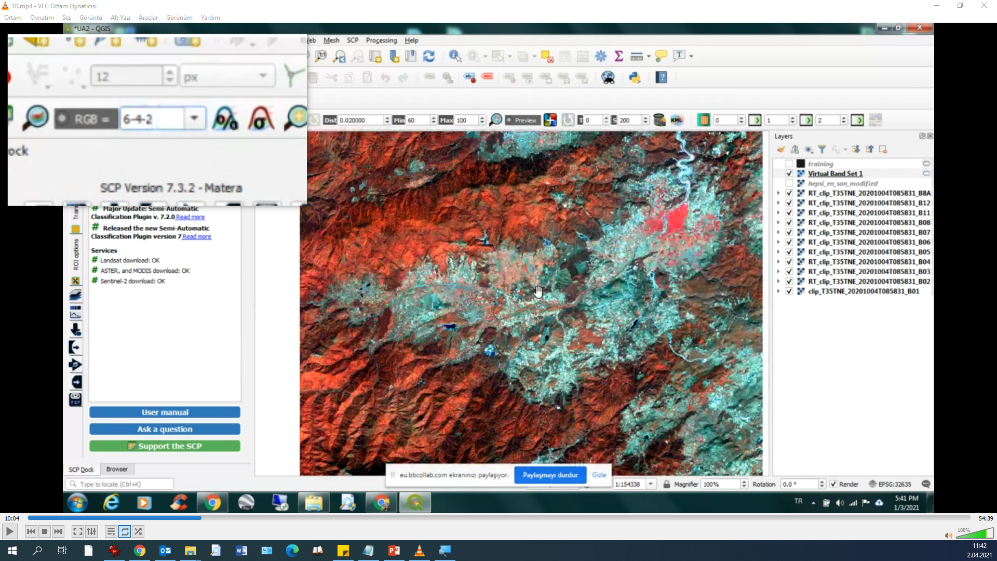 10.mp4 - VLC Ortam Oynatıcısı
Ortam Oynatım Ses Görüntü Alt Yazı Araçlar Görünüm Yardım
*UA2 - QGIS
Mesh SCP Processing Help
12 px
RGB = 6-4-2
Dist 0.020000 Min 60 Max 100 Preview T 0 S 200 0 1 2
ock
SCP Version 7.3.2 - Matera
Major Update: Semi-Automatic
Classification Plugin v. 7.2.0 Read more
Released the new Semi-Automatic
Classification Plugin version 7 Read more
Services
Landsat download: OK
ASTER, and MODIS download: OK
Sentinel-2 download: OK
ROI options
User manual
Ask a question
Support the SCP
SCP Dock Browser
Layers
training
Virtual Band Set 1
hepsi_en_son_modified
RT_clip_T35TNE_20201004T085831_B8A
RT_clip_T35TNE_20201004T085831_B12
RT_clip_T35TNE_20201004T085831_B11
RT_clip_T35TNE_20201004T085831_B08
RT_clip_T35TNE_20201004T085831_B07
RT_clip_T35TNE_20201004T085831_B06
RT_clip_T35TNE_20201004T085831_B05
RT_clip_T35TNE_20201004T085831_B04
RT_clip_T35TNE_20201004T085831_B03
RT_clip_T35TNE_20201004T085831_B02
clip_T35TNE_20201004T085831_B01
eu.bbcollab.com ekranınızı paylaşıyor. Paylaşmayı durdur Gizle
Type to locate (Ctrl+K) 1:154338 Magnifier 100% Rotation 0.0 ° Render EPSG:32635
TR 5:41 PM
1/3/2021
10:04 54:39
100%
11:42
2.04.2021